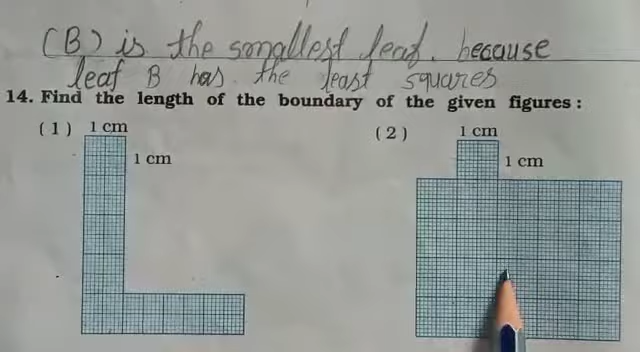 (B) is the smallest leaf. because
leaf B has the least squares
14. Find the length of the boundary of the given figures :
(1) 1 cm
1 cm
(2) 1 cm
1 cm